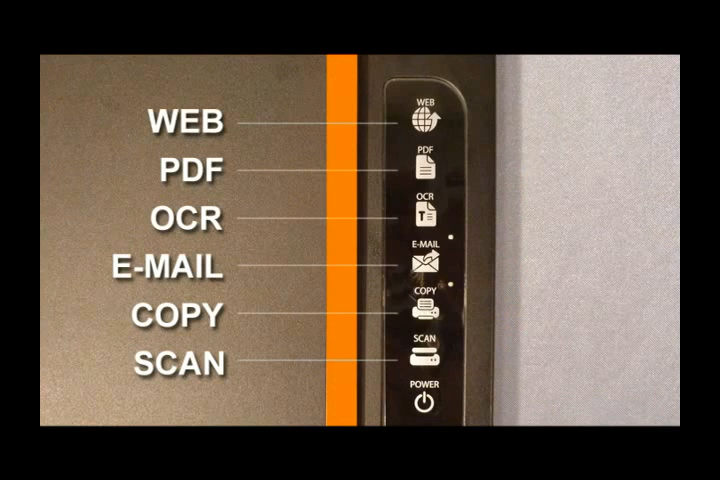 WEB
PDF
OCR
E-MAIL
COPY
SCAN
WEB
PDF
OCR
T
E-MAIL
COPY
SCAN
POWER